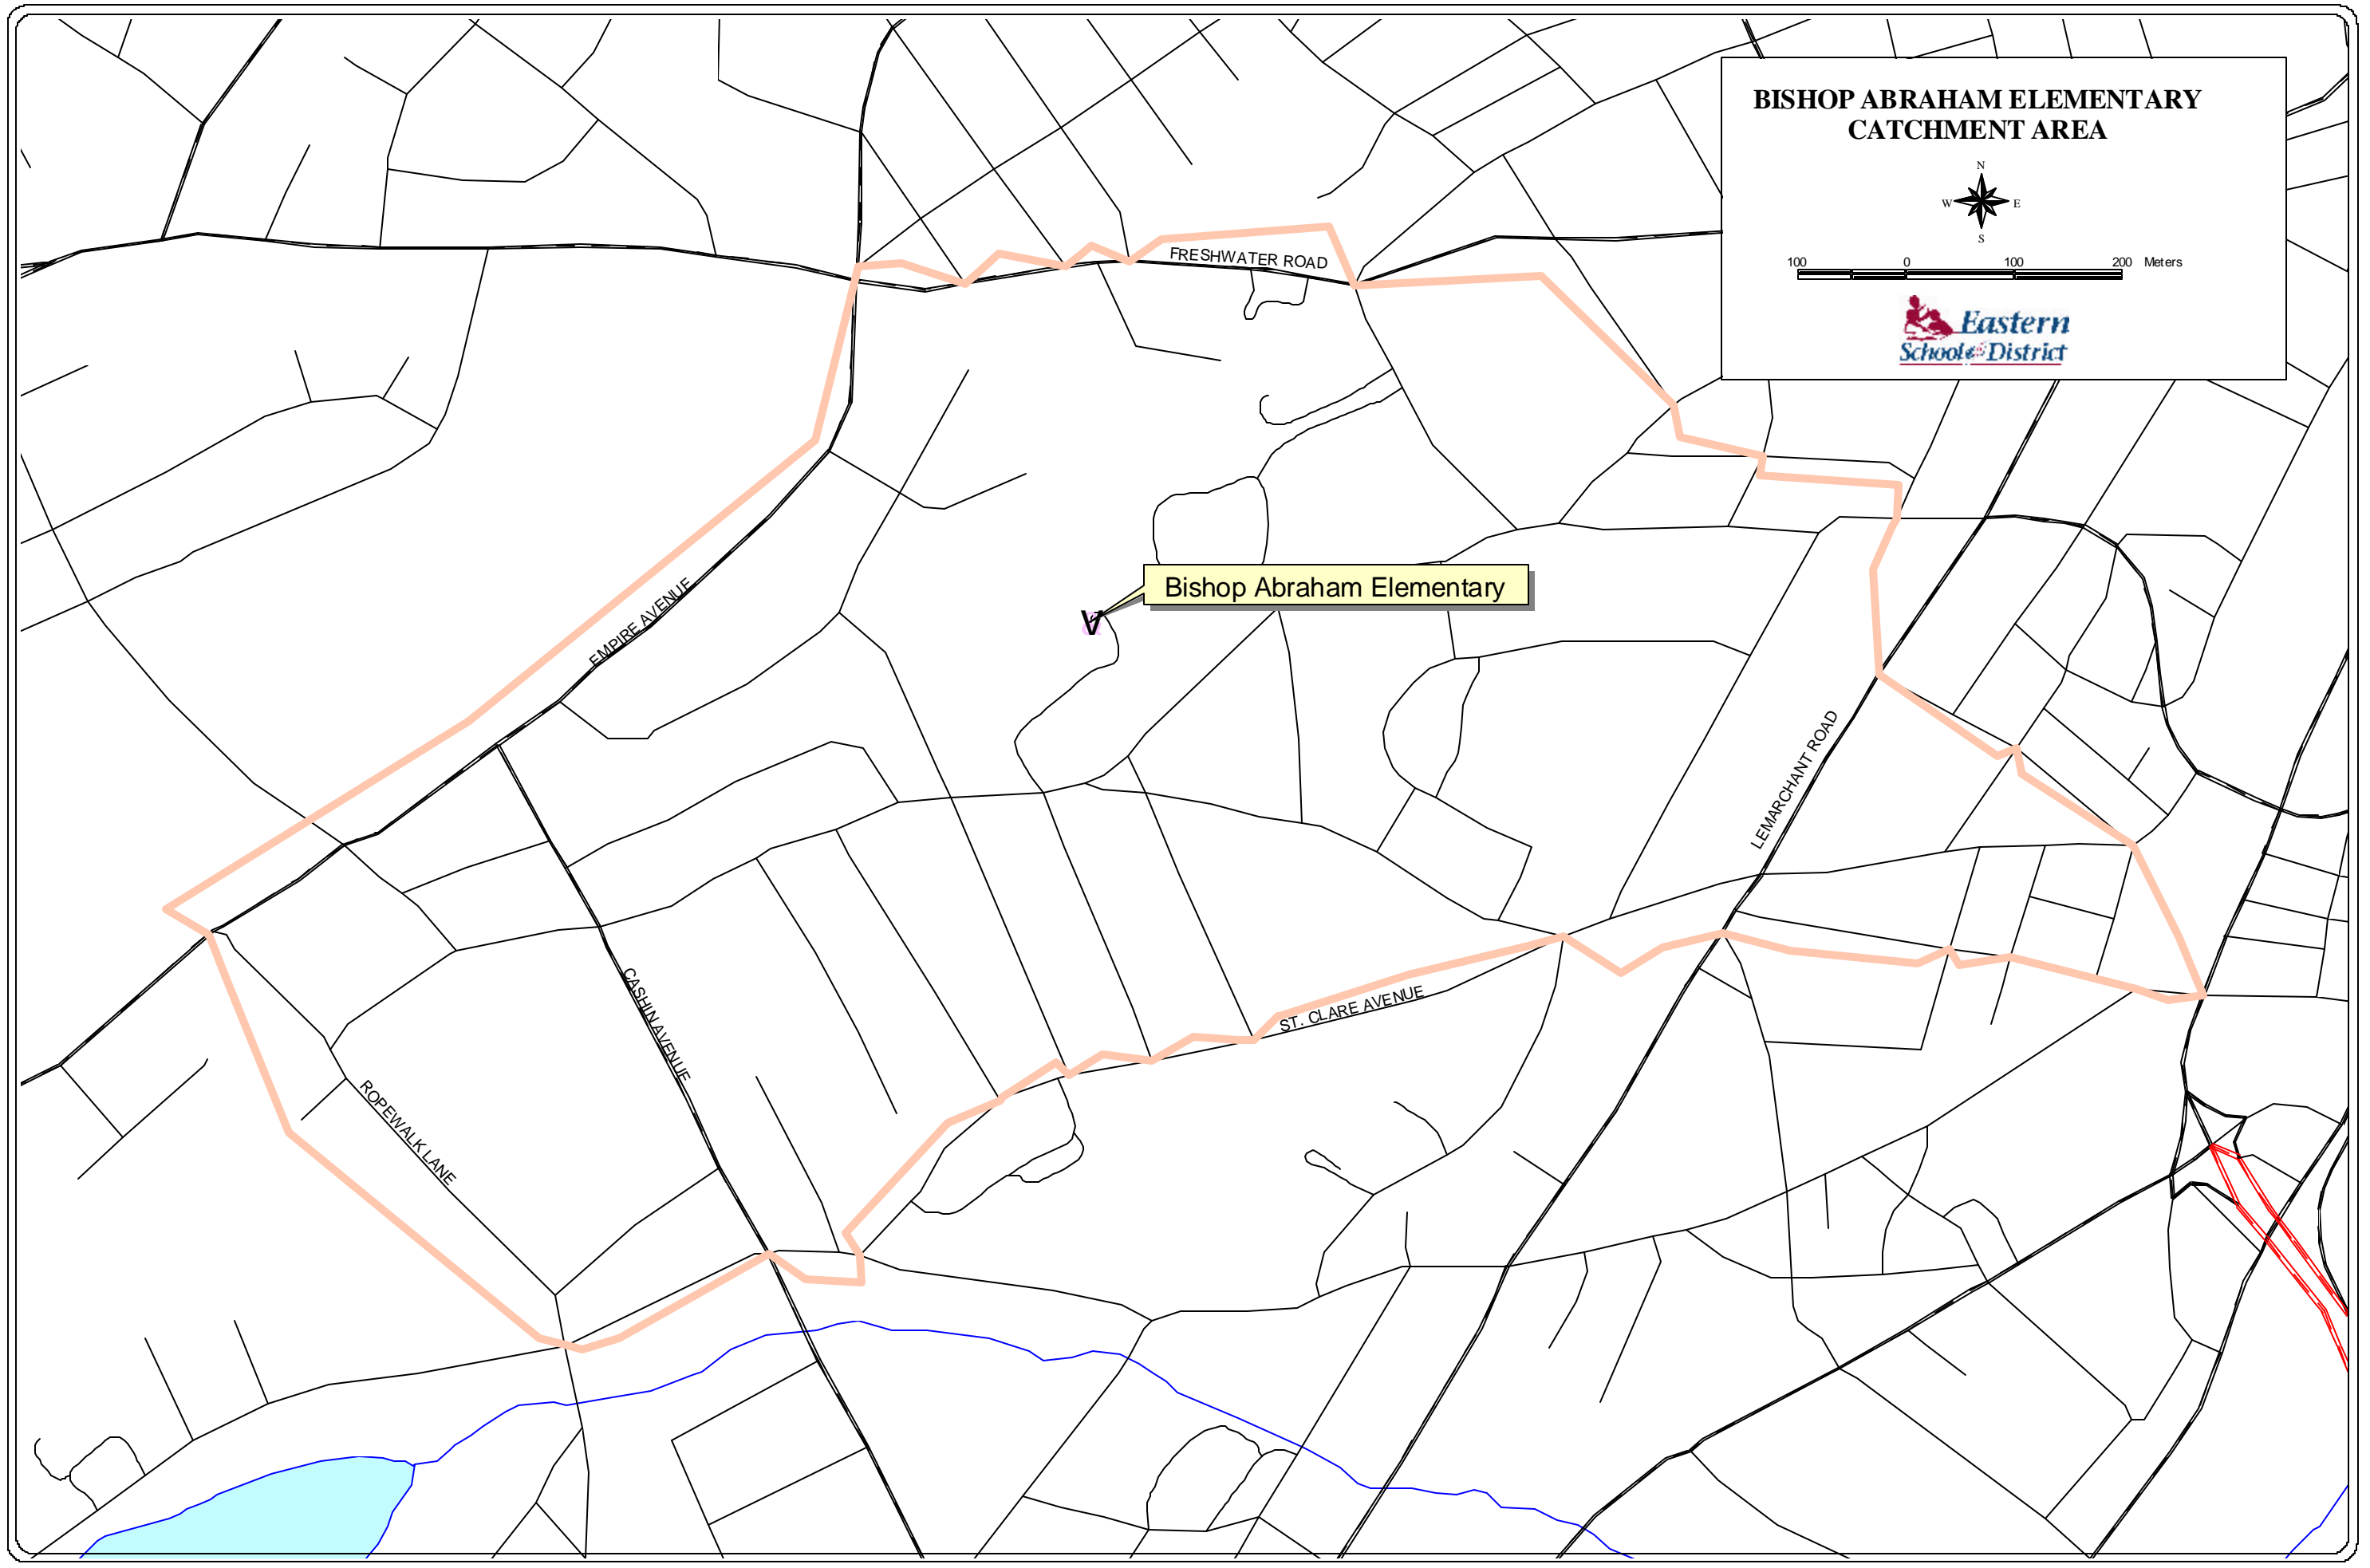 BISHOP ABRAHAM ELEMENTARY
CATCHMENT AREA
N
W E
S
100 0 100 200 Meters
Eastern
School District
FRESHWATER ROAD
Bishop Abraham Elementary
V
EMPIRE AVENUE
LEMARCHANT ROAD
CASHIN AVENUE
ST. CLARE AVENUE
ROPEWALK LANE